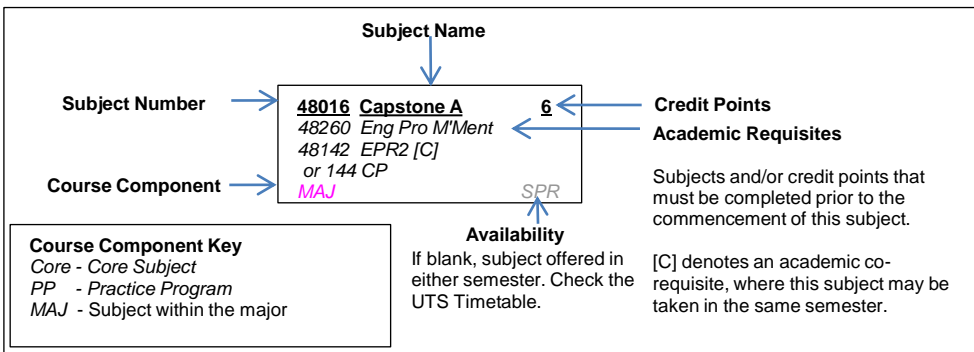 Subject Name
Subject Number
48016 Capstone A 6
48260 Eng Pro M'Ment
48142 EPR2 [C]
or 144 CP
MAJ SPR
Credit Points
Academic Requisites
Course Component
Subjects and/or credit points that
must be completed prior to the
commencement of this subject.
[C] denotes an academic co-
requisite, where this subject may be
taken in the same semester.
Availability
If blank, subject offered in
either semester. Check the
UTS Timetable.
Course Component Key
Core - Core Subject
PP - Practice Program
MAJ - Subject within the major